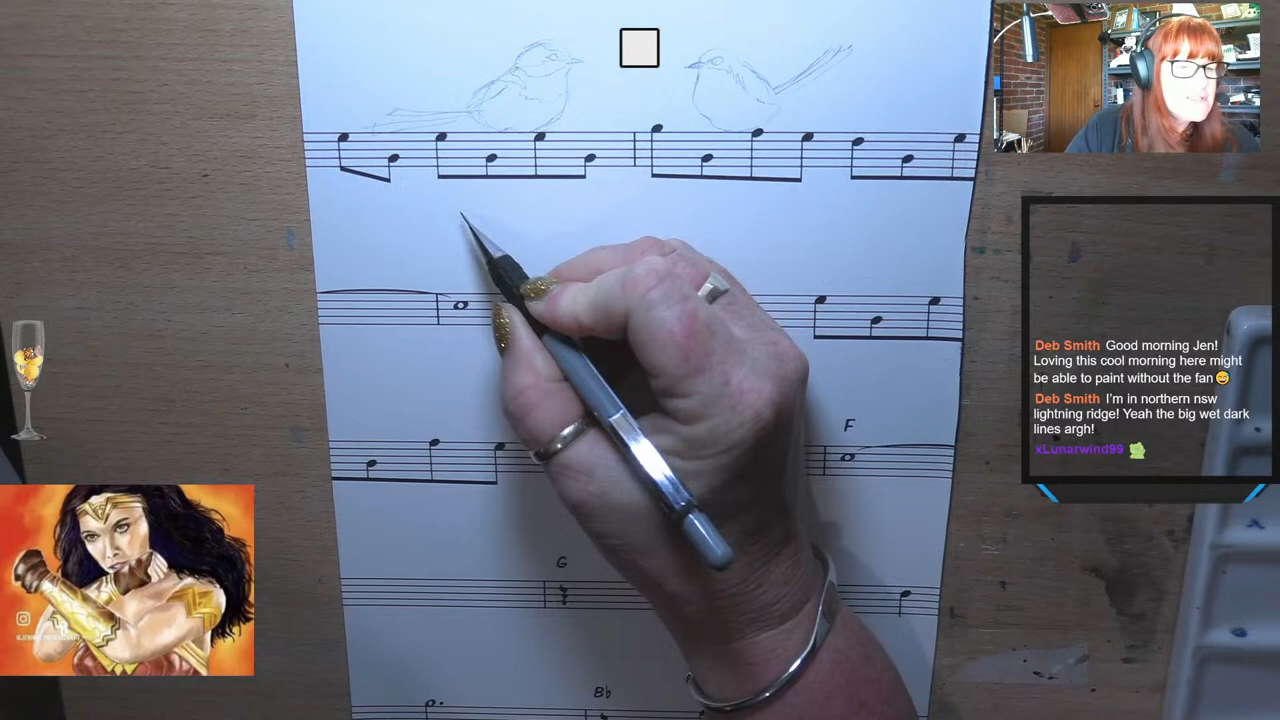 Deb Smith Good morning Jen!
Loving this cool morning here might
be able to paint without the fan😅
Deb Smith I'm in northern nsw
lightning ridge! Yeah the big wet dark
lines argh!
xLunarwind99
F
G
B♭